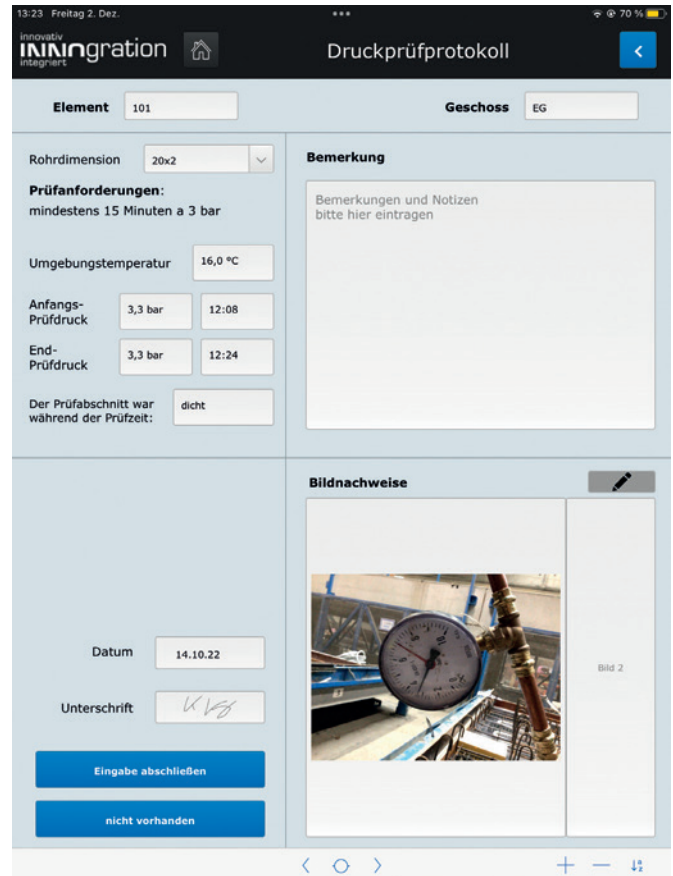 13:23 Freitag 2. Dez.
70 %
innovativ
ININIngration
integriert
Druckprüfprotokoll
Element 101
Geschoss EG
Rohrdimension 20x2
Prüfanforderungen:
mindestens 15 Minuten a 3 bar
Umgebungstemperatur 16,0 °C
Anfangs-
Prüfdruck 3,3 bar 12:08
End-
Prüfdruck 3,3 bar 12:24
Der Prüfabschnitt war
während der Prüfzeit: dicht
Bemerkung
Bemerkungen und Notizen
bitte hier eintragen
Bildnachweise
Bild 2
Datum 14.10.22
Unterschrift
Eingabe abschließen
nicht vorhanden